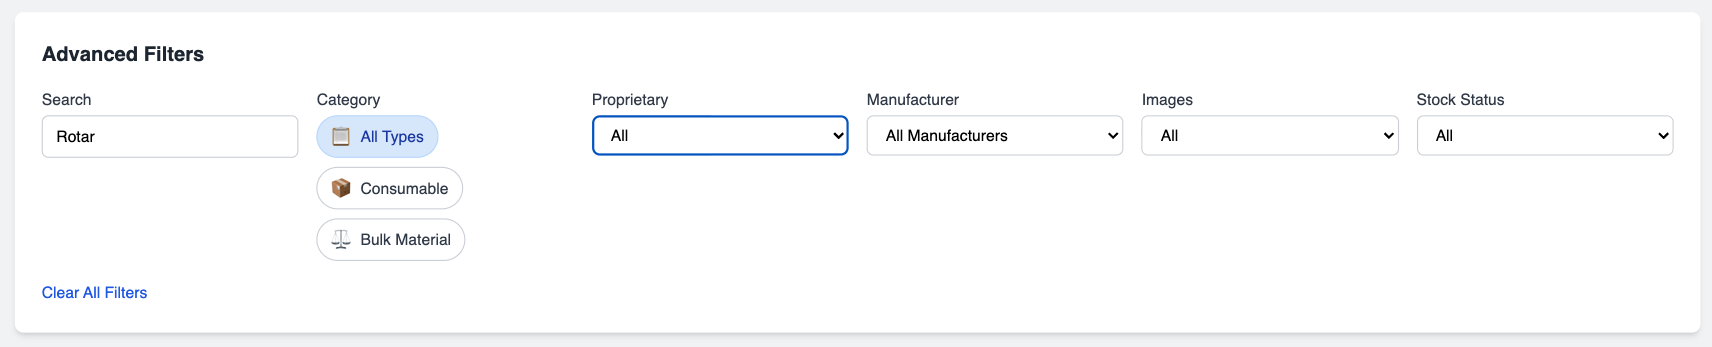 Advanced Filters
Search
Rotar
Category
All Types
Consumable
Bulk Material
Proprietary
All
Manufacturer
All Manufacturers
Images
All
Stock Status
All
Clear All Filters